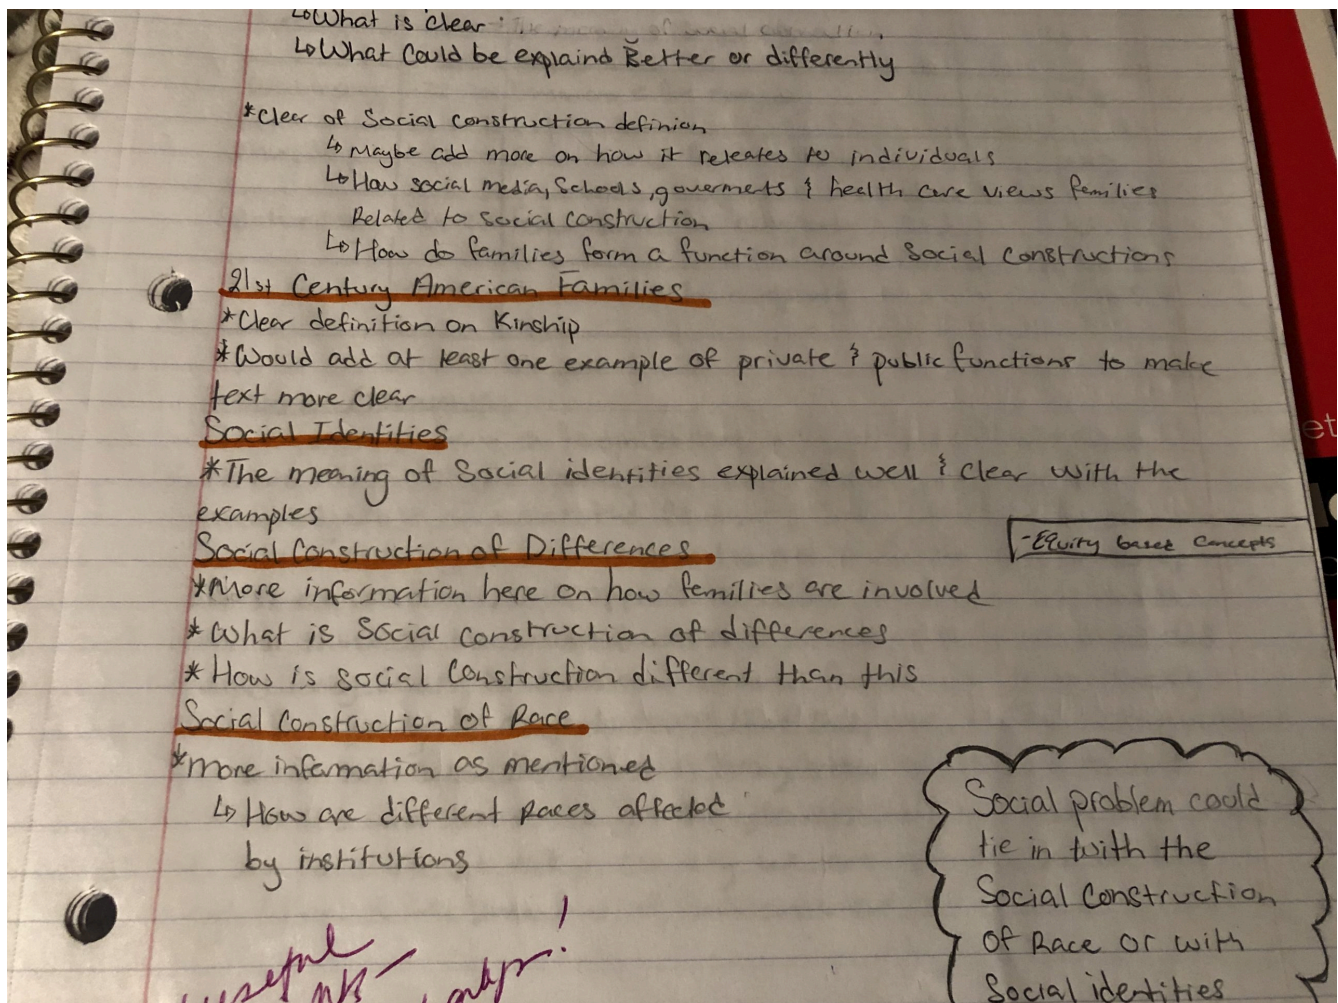 ↳What is clear :
↳What Could be explaind Better or differently
*Clear of Social Construction definion
↳ Maybe add more on how it releates to individuals
↳How social media, Schools, goverments & health care views families
Related to social construction
↳How do families form a function around Social Constructions
21st Century American Families
*Clear definition on Kinship
*Would add at least one example of private & public functions to make
text more clear
Social Identities
*The meaning of Social identities explained well & clear with the
examples
Social Construction of Differences
-Equity based Concepts
*More information here on how families are involved
*What is Social construction of differences
*How is social Construction different than this
Social Construction of Race
*more information as mentioned
↳ How are different Races affected
by institutions
Social problem could
tie in with the
Social Construction
Of Race or with
Social identities
useful
!
et